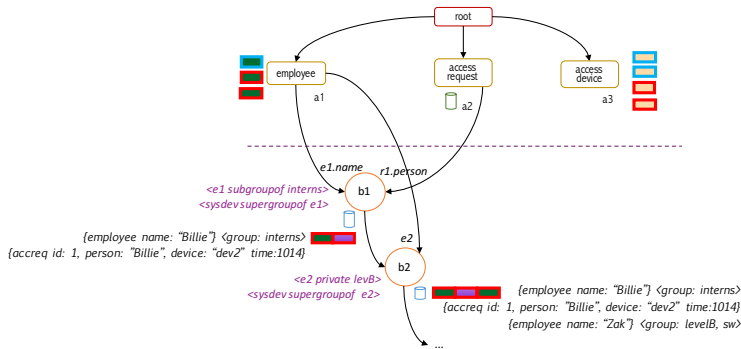 root
employee
access
request
access
device
a1
a2
a3
e1.name
r1.person
<e1 subgroupof interns>
<sysdev supergroupof e1>
b1
{employee name: “Billie”} <group: interns>
{accreq id: 1, person: ”Billie”, device: “dev2” time:1014}
e2
b2
<e2 private levB>
<sysdev supergroupof e2>
{employee name: “Billie”} <group: interns>
{accreq id: 1, person: ”Billie”, device: “dev2” time:1014}
{employee name: “Zak”} <group: levelB, sw>
...